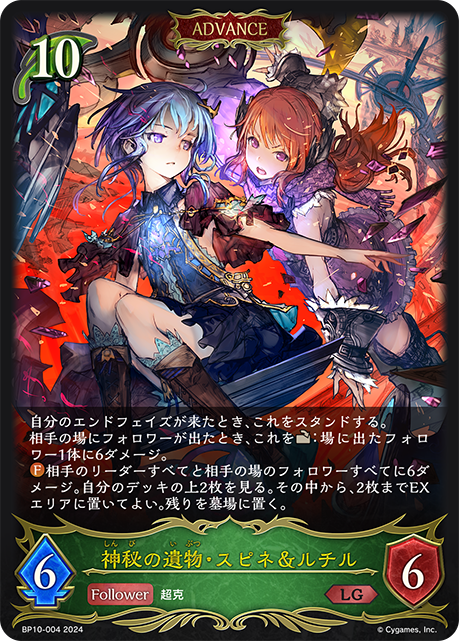 ADVANCE
10
自分のエンドフェイズが来たとき、これをスタンドする。
相手の場にフォロワーが出たとき、これを:場に出たフォロ
ワー1体に6ダメージ。
F相手のリーダーすべてと相手の場のフォロワーすべてに6ダ
メージ。自分のデッキの上2枚を見る。その中から、2枚までEX
エリアに置いてよい。残りを墓場に置く。
しんぴ いぶつ
神秘の遺物・スピネ&ルチル
6
Follower 超克
LG
6
BP10-004 2024
© Cygames, Inc.